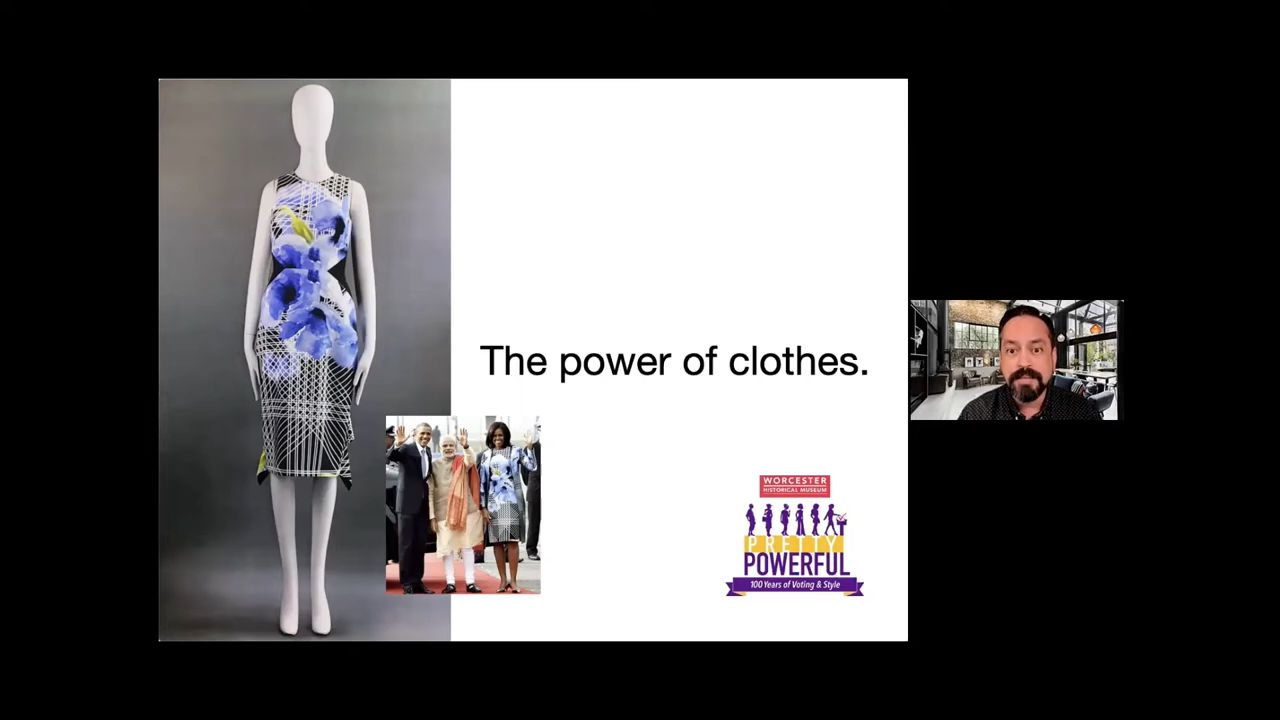 The power of clothes.
WORCESTER
HISTORICAL MUSEUM
PRETTY
POWERFUL
100 Years of Voting & Style